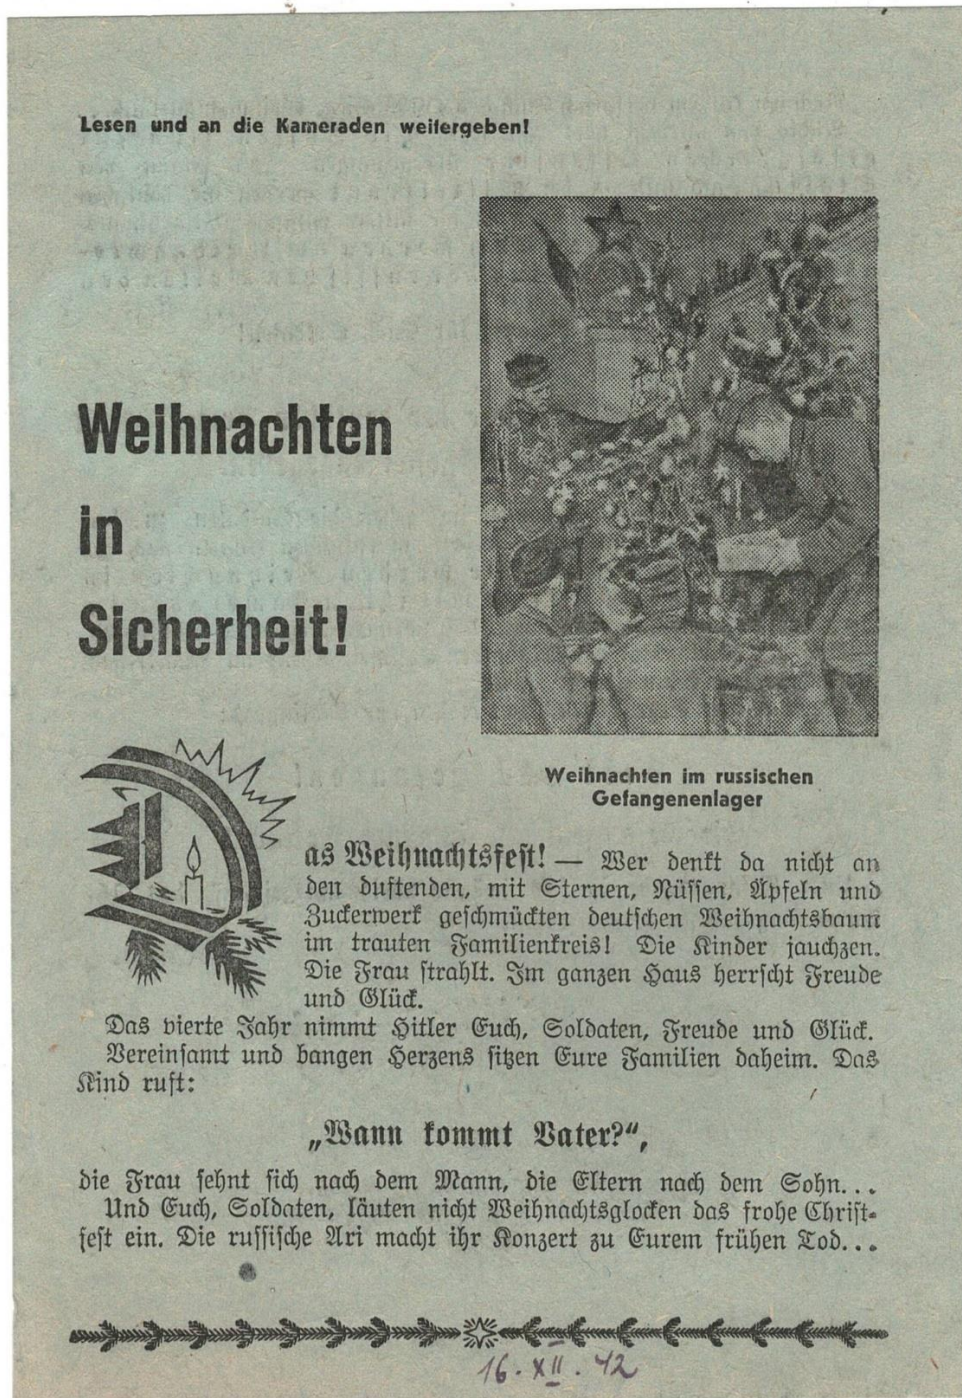 Lesen und an die Kameraden weitergeben!
Weihnachten
in
Sicherheit!
Weihnachten im russischen
Gefangenenlager
Das Weihnachtsfest! — Wer denkt da nicht an
den duftenden, mit Sternen, Nüssen, Äpfeln und
Zuckerwerk geschmückten deutschen Weihnachtsbaum
im trauten Familienkreis! Die Kinder jauchzen.
Die Frau strahlt. Im ganzen Haus herrscht Freude
und Glück.
Das vierte Jahr nimmt Hitler Euch, Soldaten, Freude und Glück.
Vereinsamt und bangen Herzens sitzen Eure Familien daheim. Das
Kind ruft:
„Wann kommt Vater?“,
die Frau sehnt sich nach dem Mann, die Eltern nach dem Sohn...
Und Euch, Soldaten, läuten nicht Weihnachtsglocken das frohe Christ-
fest ein. Die russische Ari macht ihr Konzert zu Eurem frühen Tod...
16. XII. 42